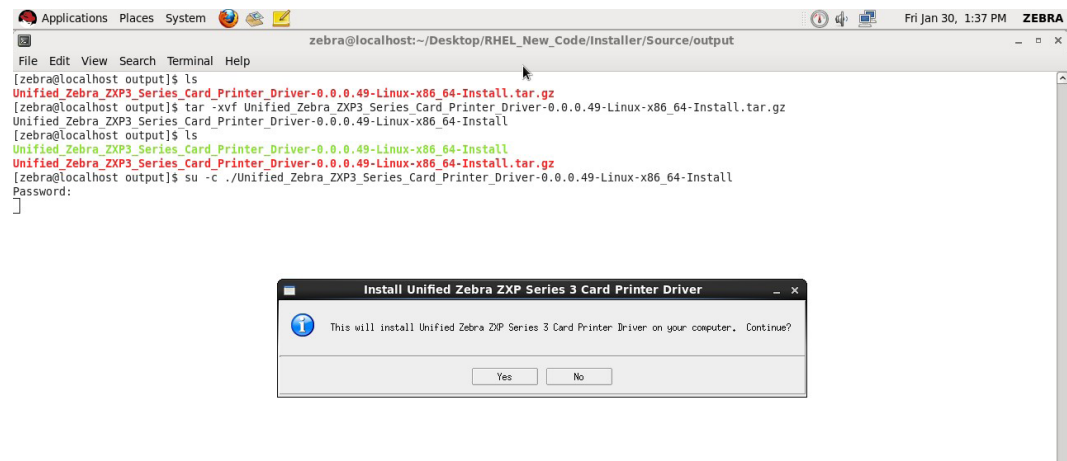 Applications Places System Fri Jan 30, 1:37 PM ZEBRA
zebra@localhost:~/Desktop/RHEL_New_Code/Installer/Source/output
File Edit View Search Terminal Help
[zebra@localhost output]$ ls
Unified_Zebra_ZXP3_Series_Card_Printer_Driver-0.0.0.49-Linux-x86_64-Install.tar.gz
[zebra@localhost output]$ tar -xvf Unified_Zebra_ZXP3_Series_Card_Printer_Driver-0.0.0.49-Linux-x86_64-Install.tar.gz
Unified_Zebra_ZXP3_Series_Card_Printer_Driver-0.0.0.49-Linux-x86_64-Install
[zebra@localhost output]$ ls
Unified_Zebra_ZXP3_Series_Card_Printer_Driver-0.0.0.49-Linux-x86_64-Install
Unified_Zebra_ZXP3_Series_Card_Printer_Driver-0.0.0.49-Linux-x86_64-Install.tar.gz
[zebra@localhost output]$ su -c ./Unified_Zebra_ZXP3_Series_Card_Printer_Driver-0.0.0.49-Linux-x86_64-Install
Password:
Install Unified Zebra ZXP Series 3 Card Printer Driver
This will install Unified Zebra ZXP Series 3 Card Printer Driver on your computer. Continue?
Yes No